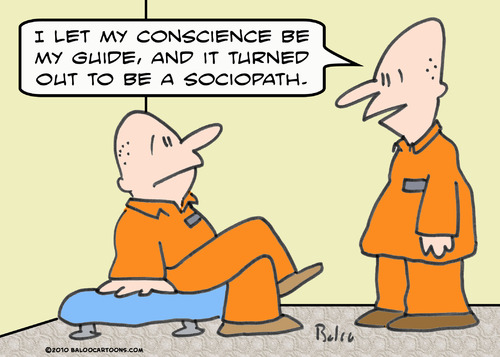 I LET MY CONSCIENCE BE
MY GUIDE, AND IT TURNED
OUT TO BE A SOCIOPATH.
Baloo
©2010 BALOOCARTOONS.COM